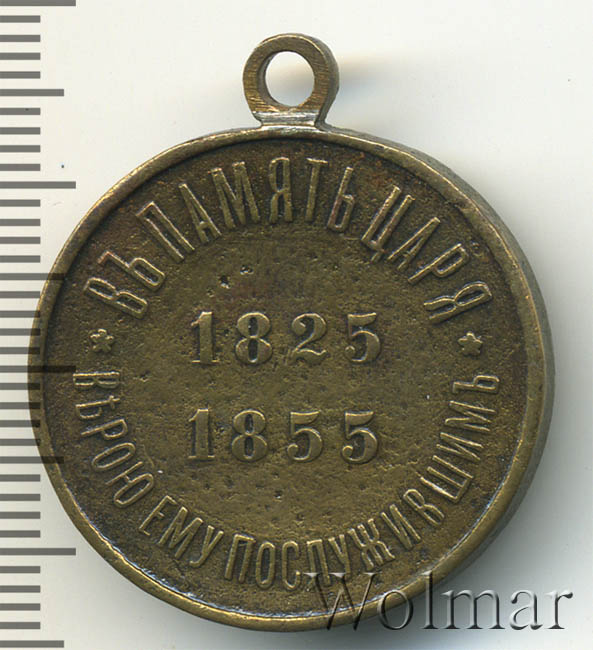 ВЪ ПАМЯТЬ ЦАРЯ
1825
1855
* ВѢРОЮ ЕМУ ПОСЛУЖИВШИМЪ *
Wolmar